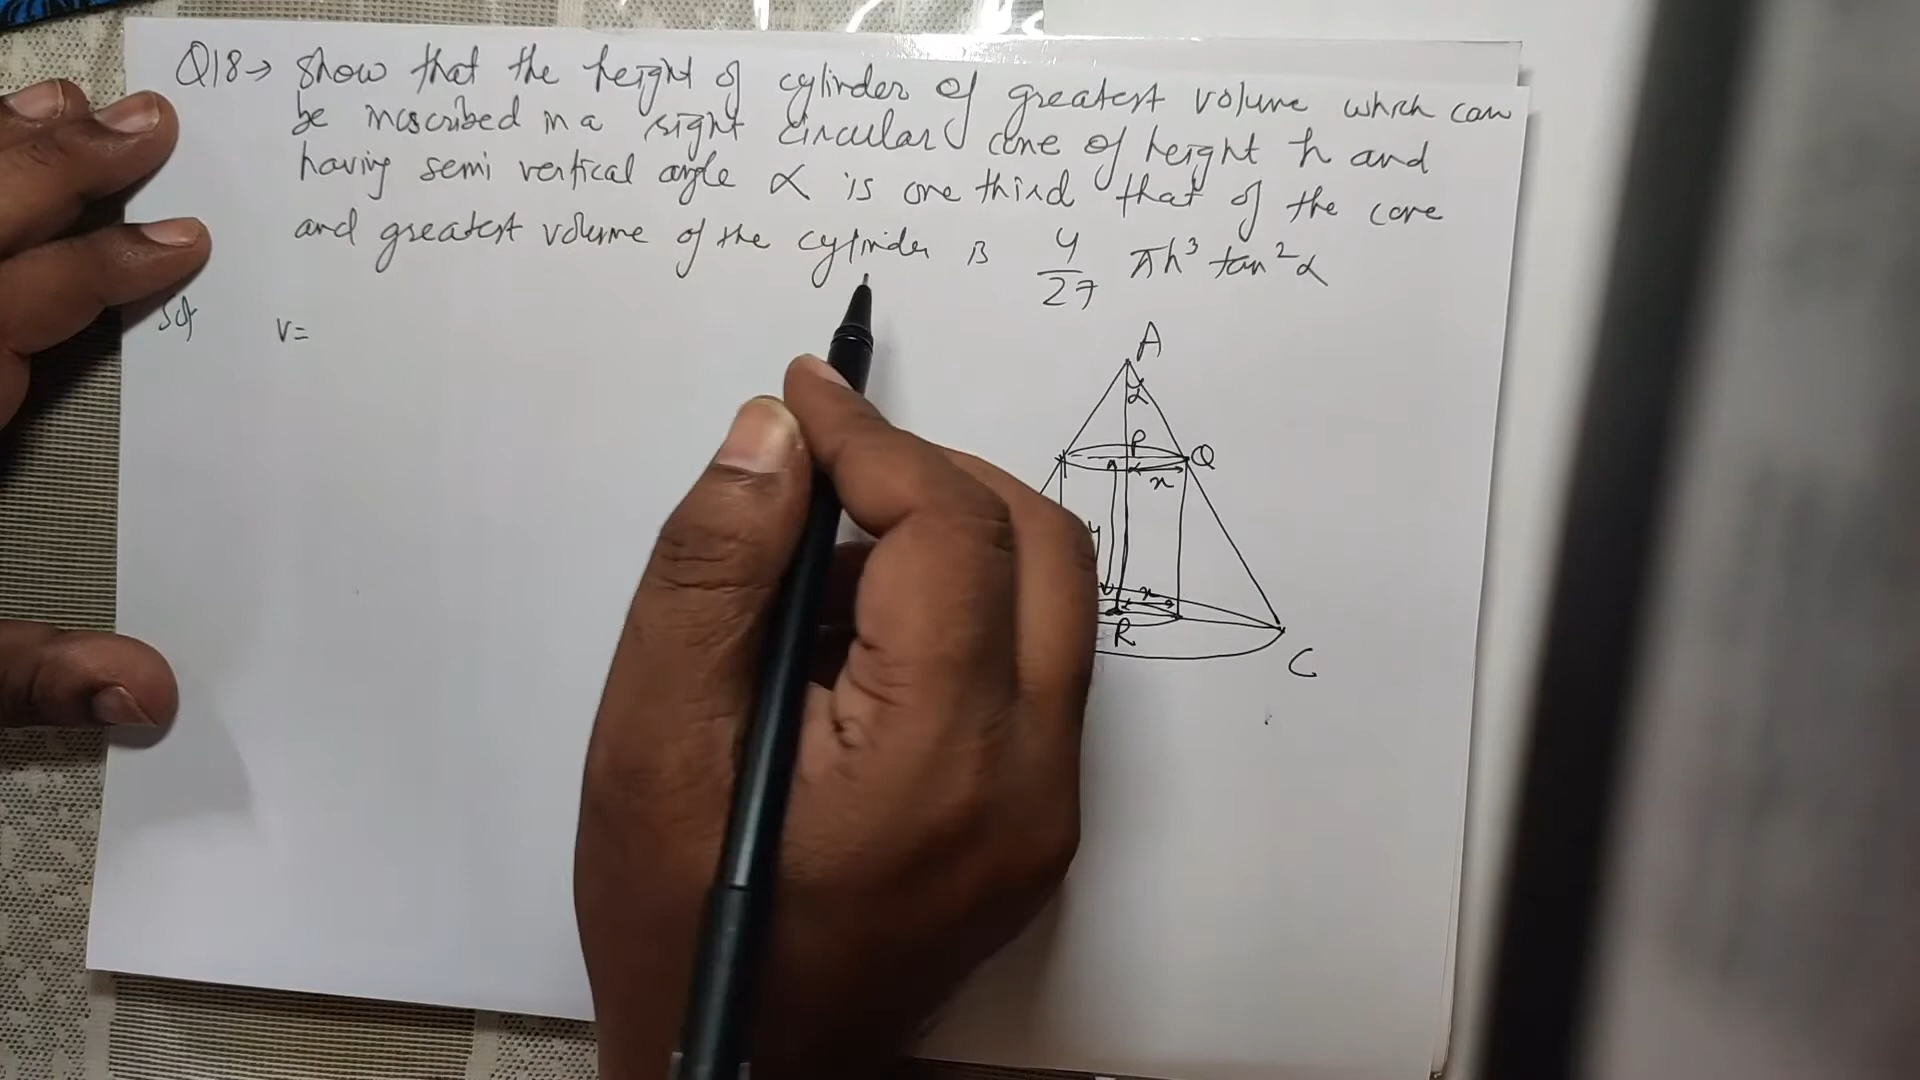 Q18→ Show that the height of cylinder of greatest volume which can
be inscribed in a right circular cone of height h and
having semi vertical angle α is one third that of the cone
and greatest volume of the cylinder is 4/27 πh³ tan²α
Sol
V=
A
α
P
Q
x
y
x
R
C